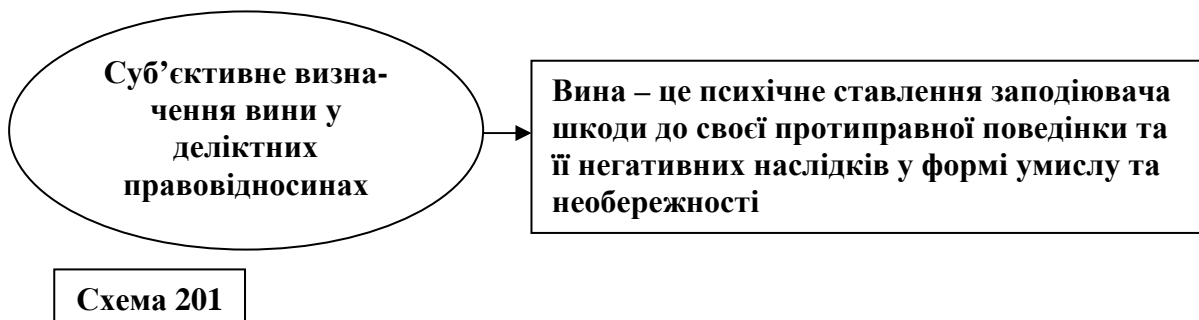 Суб’єктивне визна-
чення вини у
деліктних
правовідносинах
Вина – це психічне ставлення заподіювача
шкоди до своєї протиправної поведінки та
її негативних наслідків у формі умислу та
необережності
Схема 201